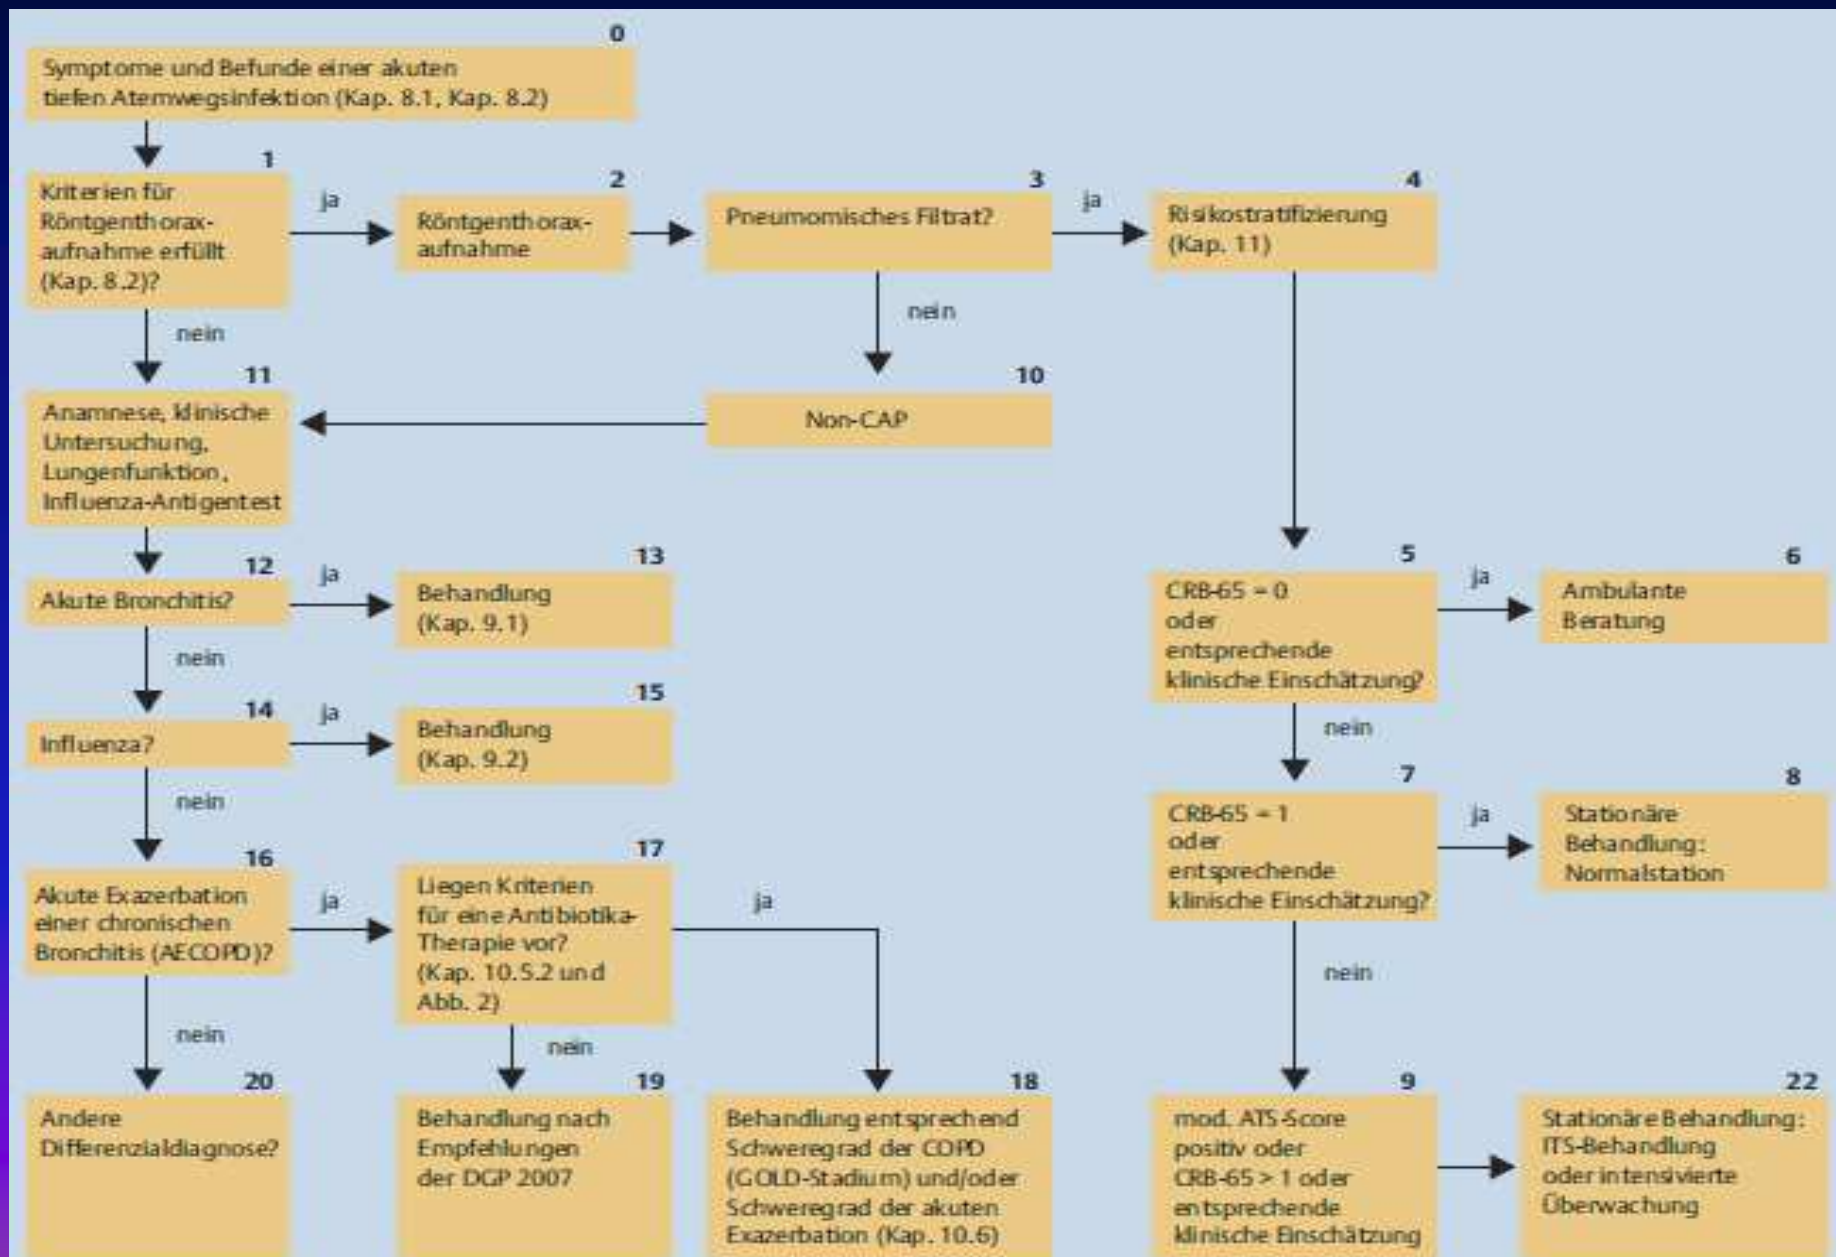 0
Symptome und Befunde einer akuten
tiefen Atemwegsinfektion (Kap. 8.1, Kap. 8.2)
1
Kriterien für
Röntgenthorax-
aufnahme erfüllt
(Kap. 8.2)?
ja
2
Röntgenthorax-
aufnahme
3
Pneumomisches Filtrat?
ja
4
Risikostratifizierung
(Kap. 11)
nein
nein
11
Anamnese, klinische
Untersuchung,
Lungenfunktion,
Influenza-Antigentest
10
Non-CAP
12
Akute Bronchitis?
ja
13
Behandlung
(Kap. 9.1)
5
CRB-65 = 0
oder
entsprechende
klinische Einschätzung?
ja
6
Ambulante
Beratung
nein
14
Influenza?
ja
15
Behandlung
(Kap. 9.2)
nein
7
CRB-65 = 1
oder
entsprechende
klinische Einschätzung?
ja
8
Stationäre
Behandlung:
Normalstation
nein
16
Akute Exazerbation
einer chronischen
Bronchitis (AECOPD)?
ja
17
Liegen Kriterien
für eine Antibiotika-
Therapie vor?
(Kap. 10.5.2 und
Abb. 2)
ja
nein
nein
nein
20
Andere
Differenzialdiagnose?
19
Behandlung nach
Empfehlungen
der DGP 2007
18
Behandlung entsprechend
Schweregrad der COPD
(GOLD-Stadium) und/oder
Schweregrad der akuten
Exazerbation (Kap. 10.6)
9
mod. ATS-Score
positiv oder
CRB-65 > 1 oder
entsprechende
klinische Einschätzung
22
Stationäre Behandlung:
ITS-Behandlung
oder intensivierte
Überwachung